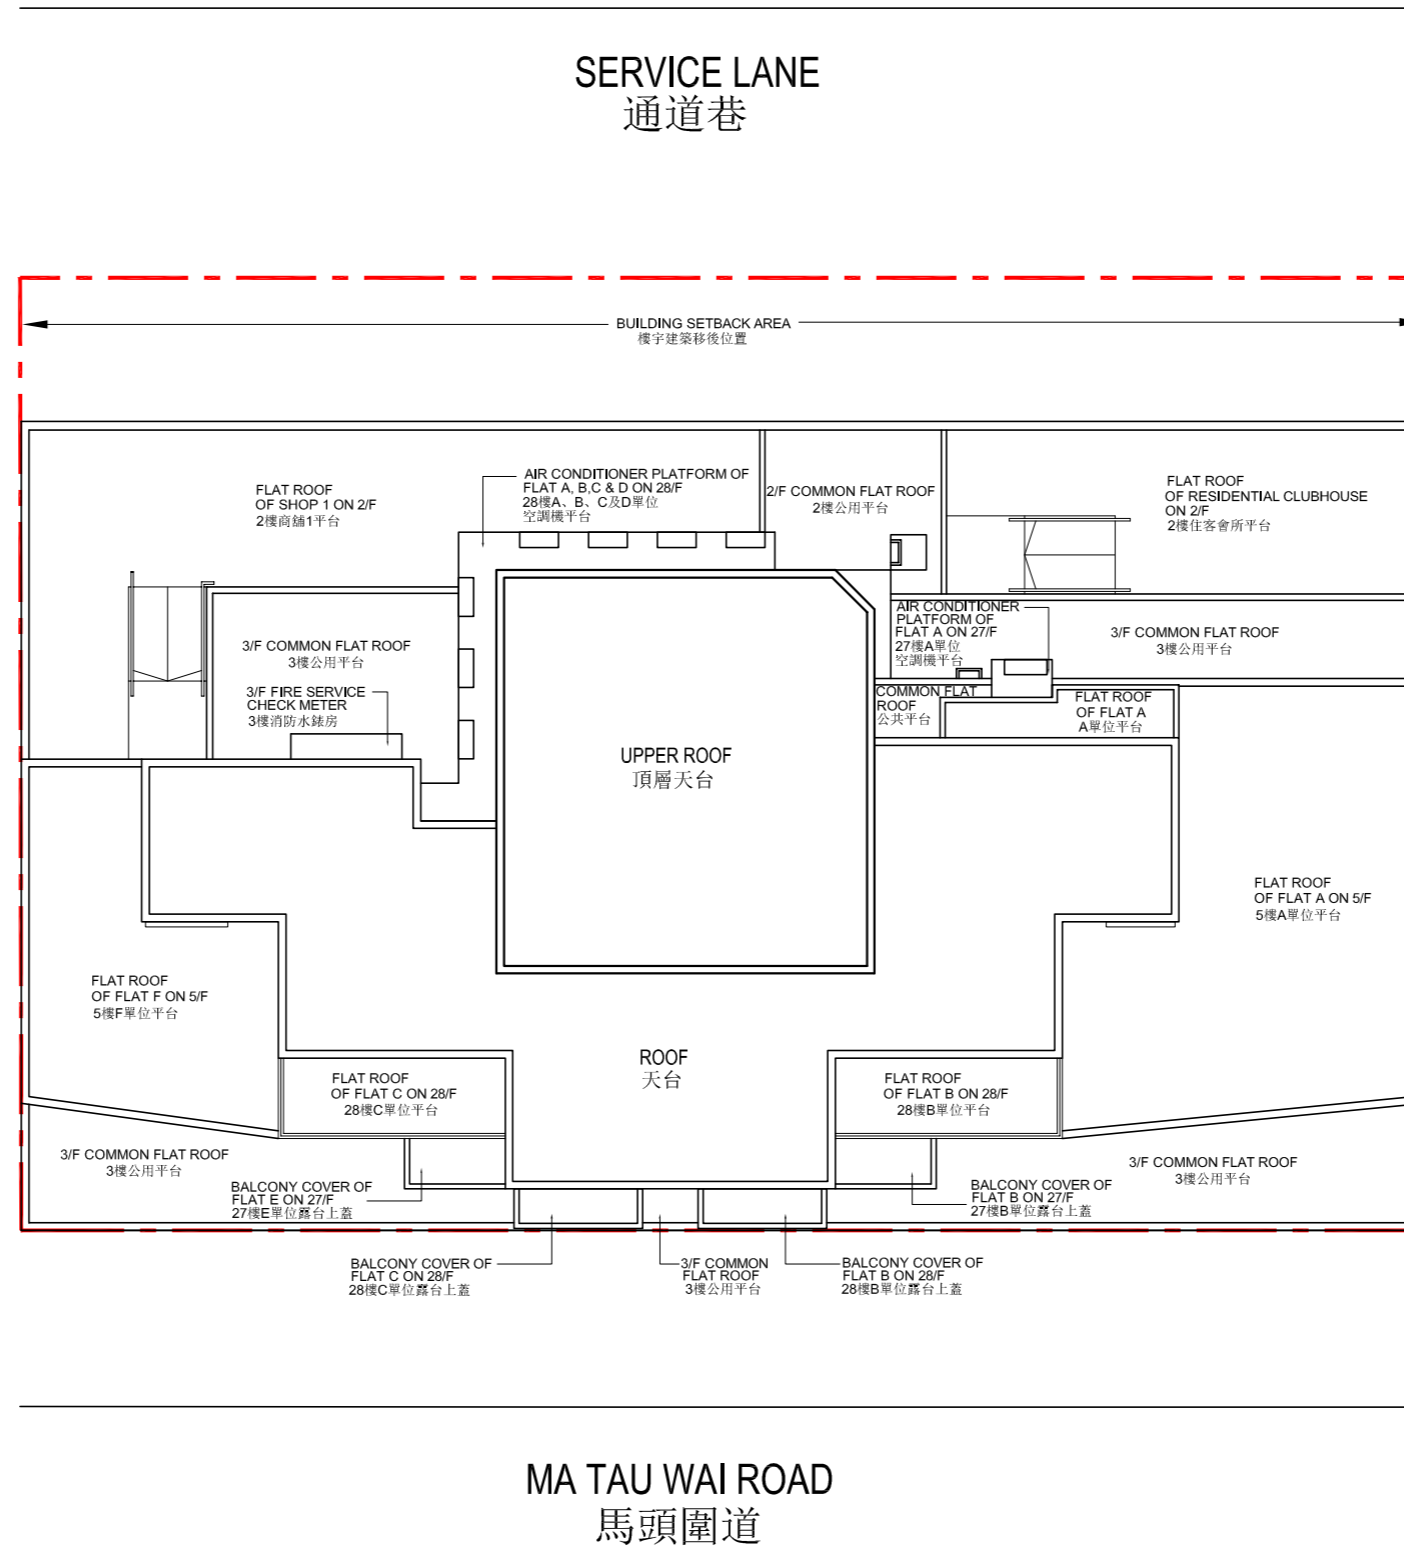 SERVICE LANE
通道巷
BUILDING SETBACK AREA
樓宇建築移後位置
FLAT ROOF
OF SHOP 1 ON 2/F
2樓商舖1平台
AIR CONDITIONER PLATFORM OF
FLAT A, B,C & D ON 28/F
28樓A、B、C及D單位
空調機平台
2/F COMMON FLAT ROOF
2樓公用平台
FLAT ROOF
OF RESIDENTIAL CLUBHOUSE
ON 2/F
2樓住客會所平台
3/F COMMON FLAT ROOF
3樓公用平台
3/F FIRE SERVICE
CHECK METER
3樓消防水錶房
AIR CONDITIONER
PLATFORM OF
FLAT A ON 27/F
27樓A單位
空調機平台
3/F COMMON FLAT ROOF
3樓公用平台
COMMON FLAT
ROOF
公共平台
FLAT ROOF
OF FLAT A
A單位平台
UPPER ROOF
頂層天台
FLAT ROOF
OF FLAT A ON 5/F
5樓A單位平台
FLAT ROOF
OF FLAT F ON 5/F
5樓F單位平台
ROOF
天台
FLAT ROOF
OF FLAT C ON 28/F
28樓C單位平台
FLAT ROOF
OF FLAT B ON 28/F
28樓B單位平台
3/F COMMON FLAT ROOF
3樓公用平台
3/F COMMON FLAT ROOF
3樓公用平台
BALCONY COVER OF
FLAT E ON 27/F
27樓E單位露台上蓋
BALCONY COVER OF
FLAT B ON 27/F
27樓B單位露台上蓋
BALCONY COVER OF
FLAT C ON 28/F
28樓C單位露台上蓋
3/F COMMON
FLAT ROOF
3樓公用平台
BALCONY COVER OF
FLAT B ON 28/F
28樓B單位露台上蓋
MA TAU WAI ROAD
馬頭圍道